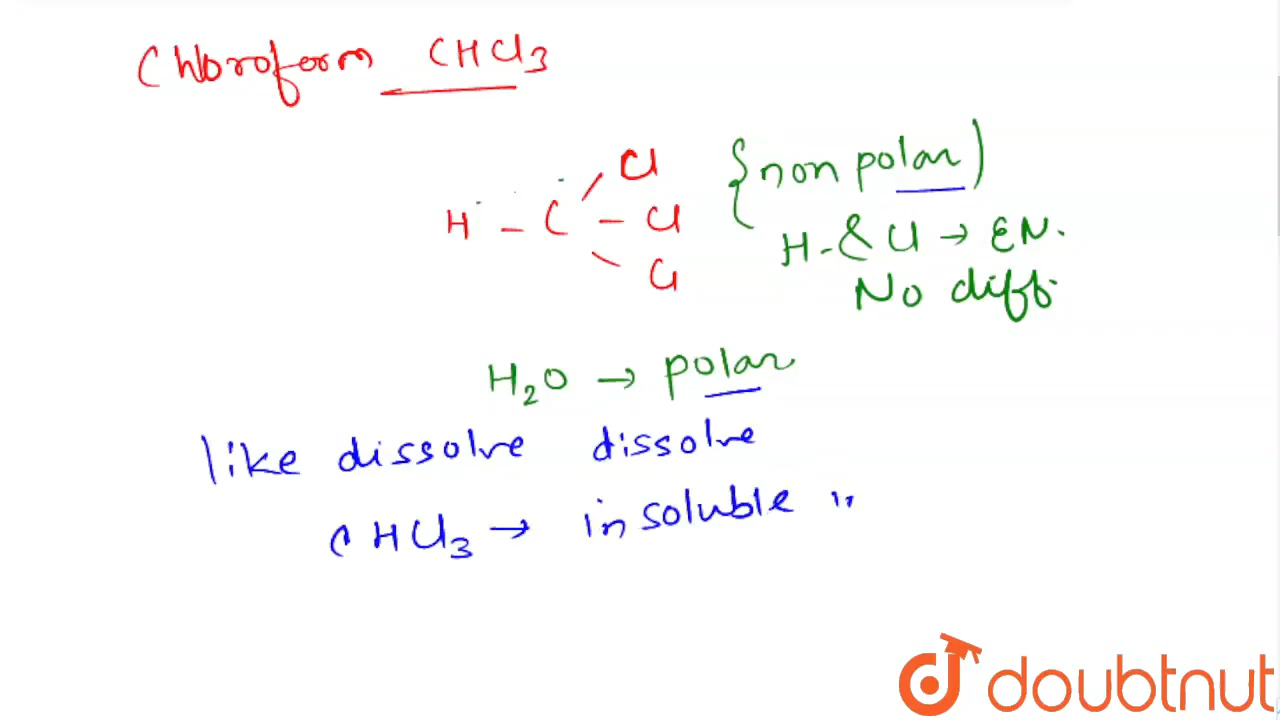 Chloroform CHCl3
H - C - Cl
Cl
Cl
{non polar)
H - & Cl → EN.
No diff.
H2O → polar
like dissolve dissolve
CHCl3 → insoluble
doubtnut